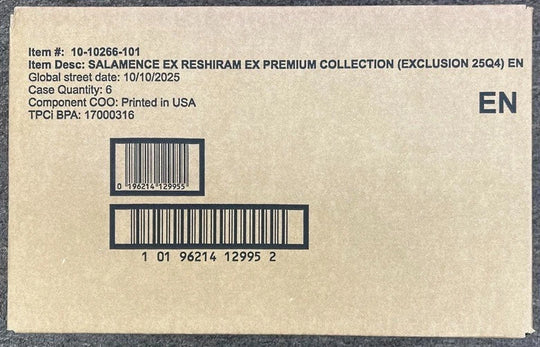 Item #: 10-10266-101
Item Desc: SALAMENCE EX RESHIRAM EX PREMIUM COLLECTION (EXCLUSION 25Q4) EN
Global street date: 10/10/2025
Case Quantity: 6
Component COO: Printed in USA
TPCi BPA: 17000316
EN
0 196214 129955
1 01 96214 12995 2